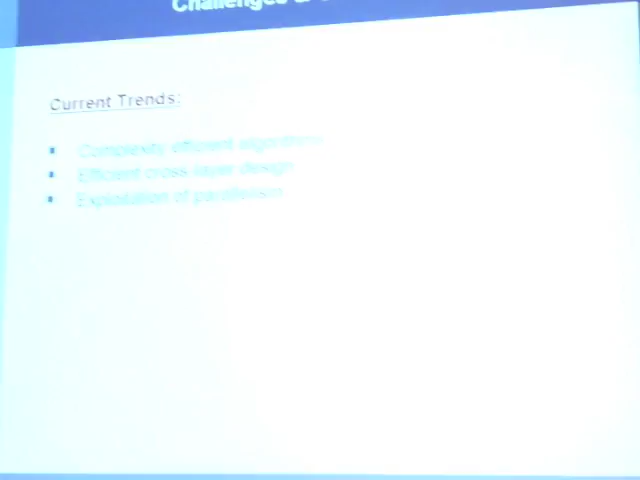 Challenges &
Current Trends:
Complexity efficient algorithms
Efficient cross layer design
Exploitation of parallelism